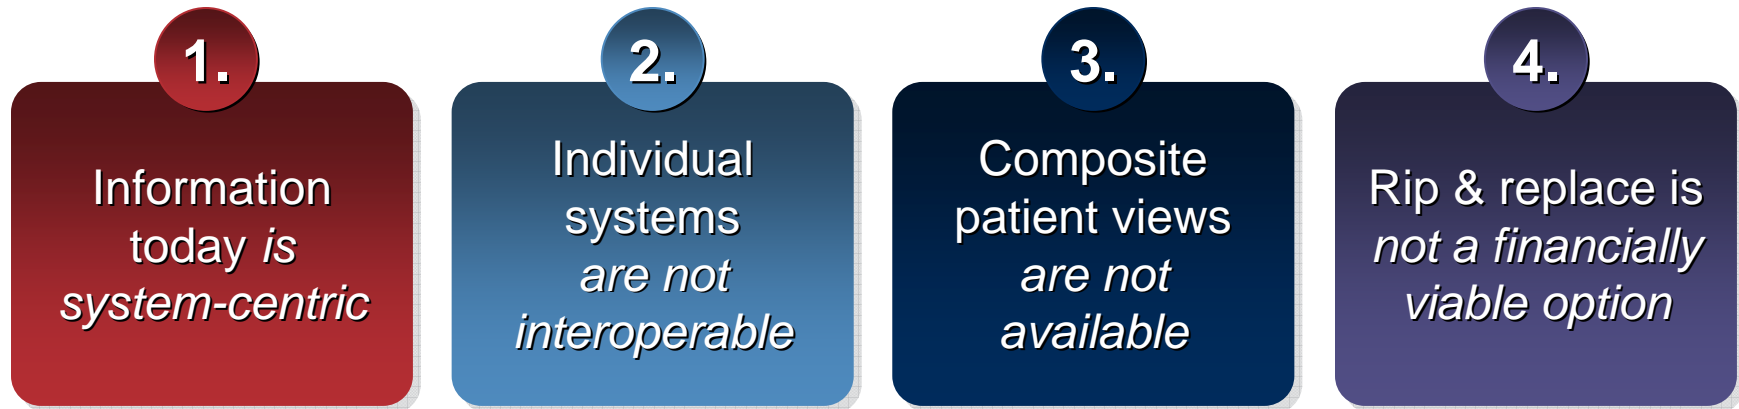 1.
Information
today is
system-centric
2.
Individual
systems
are not
interoperable
3.
Composite
patient views
are not
available
4.
Rip & replace is
not a financially
viable option